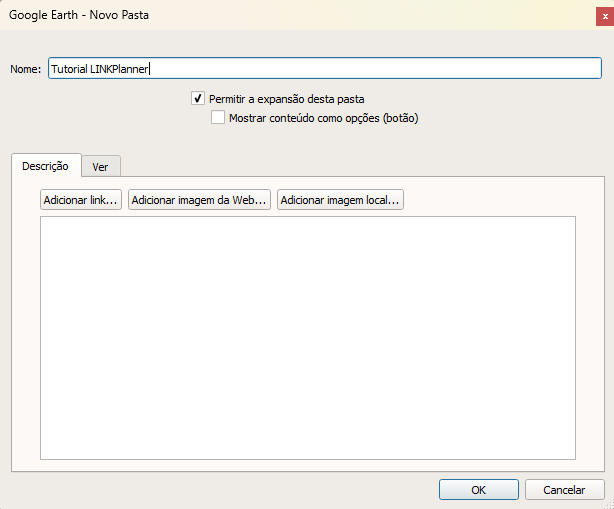 Google Earth - Novo Pasta
x
Nome: Tutorial LINKPlanner
Permitir a expansão desta pasta
Mostrar conteúdo como opções (botão)
Descrição Ver
Adicionar link... Adicionar imagem da Web... Adicionar imagem local...
OK Cancelar